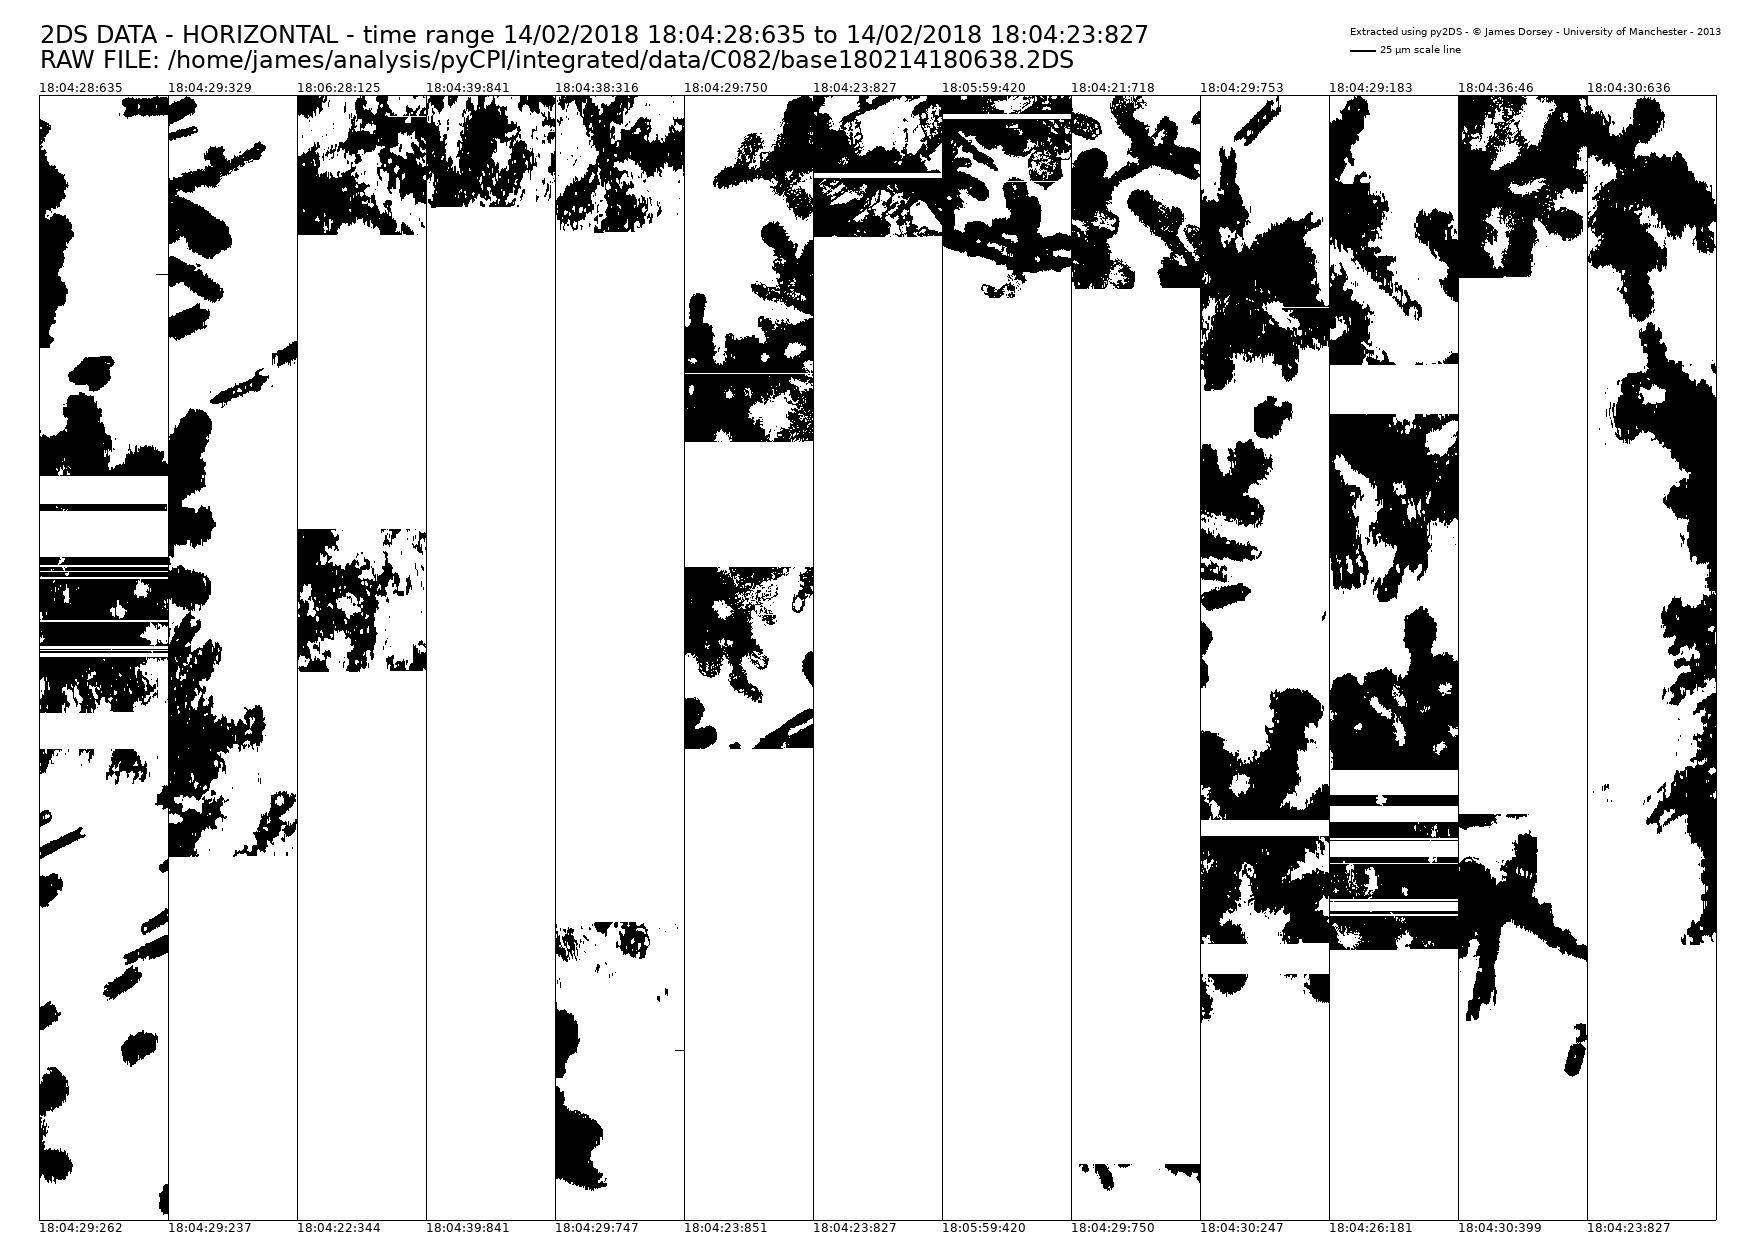 2DS DATA - HORIZONTAL - time range 14/02/2018 18:04:28:635 to 14/02/2018 18:04:23:827
RAW FILE: /home/james/analysis/pyCPI/integrated/data/C082/base180214180638.2DS
Extracted using py2DS - © James Dorsey - University of Manchester - 2013
25 µm scale line
18:04:28:635 18:04:29:329 18:06:28:125 18:04:39:841 18:04:38:316 18:04:29:750 18:04:23:827 18:05:59:420 18:04:21:718 18:04:29:753 18:04:29:183 18:04:36:46 18:04:30:636
18:04:29:262 18:04:29:237 18:04:22:344 18:04:39:841 18:04:29:747 18:04:23:851 18:04:23:827 18:05:59:420 18:04:29:750 18:04:30:247 18:04:26:181 18:04:30:399 18:04:23:827